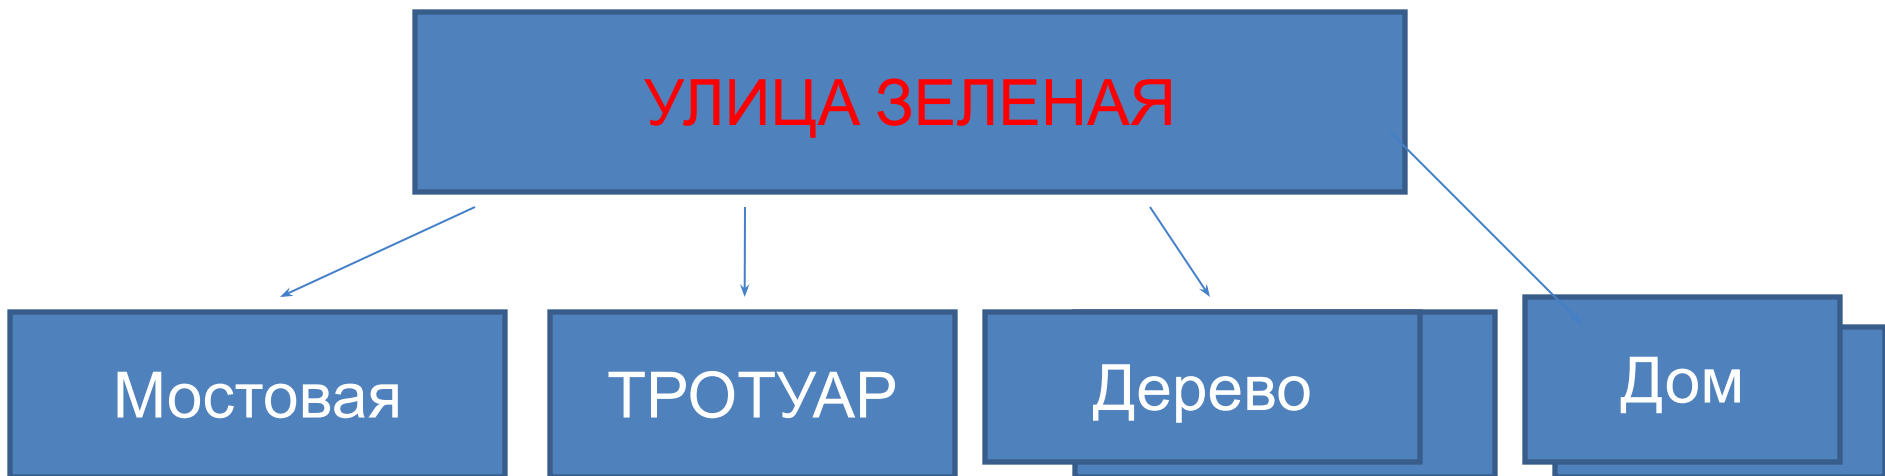 УЛИЦА ЗЕЛЕНАЯ
Мостовая
ТРОТУАР
Дерево
Дом